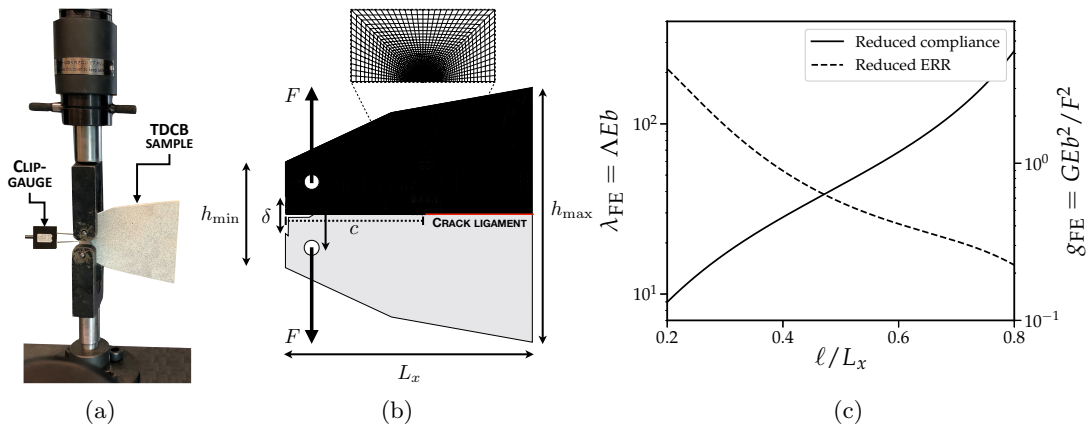 TDCB
SAMPLE
CLIP-
GAUGE
(a)
F
h_min
δ
c
CRACK LIGAMENT
h_max
F
L_x
(b)
Reduced compliance
Reduced ERR
10²
10¹
λ_FE = ΛEb
10⁰
10⁻¹
g_FE = GEb²/F²
0.2 0.4 0.6 0.8
ℓ/L_x
(c)